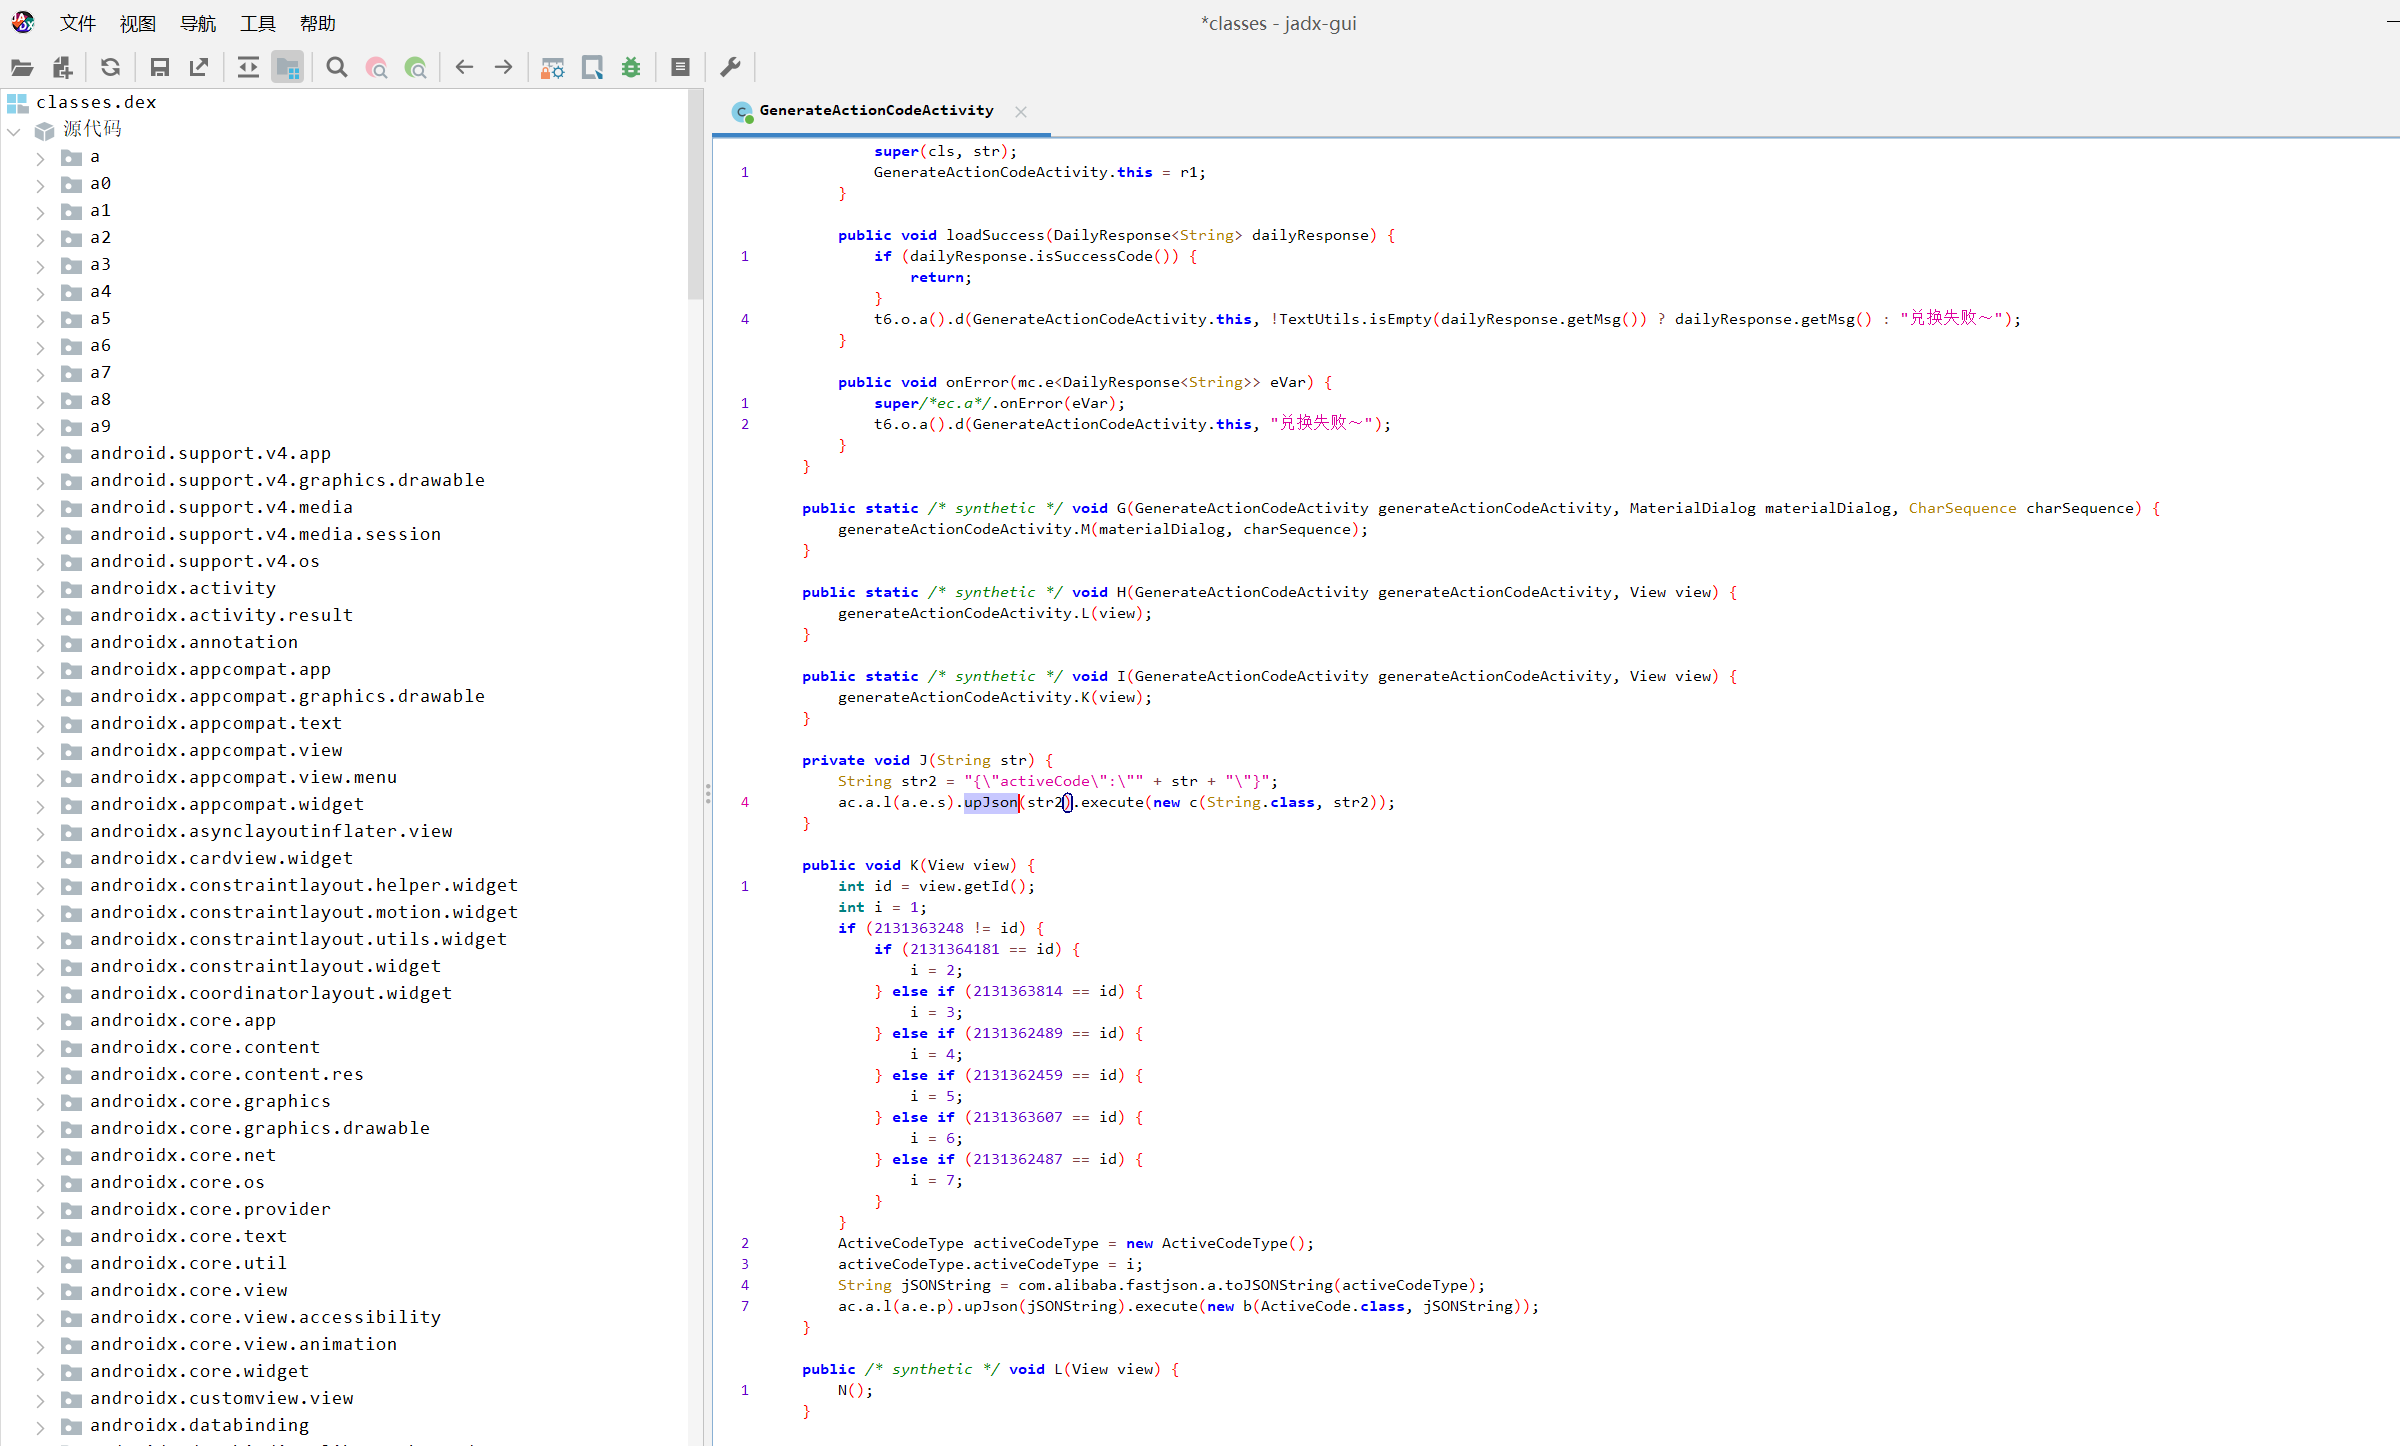 文件 视图 导航 工具 帮助
*classes - jadx-gui
classes.dex
源代码
a
a0
a1
a2
a3
a4
a5
a6
a7
a8
a9
android.support.v4.app
android.support.v4.graphics.drawable
android.support.v4.media
android.support.v4.media.session
android.support.v4.os
androidx.activity
androidx.activity.result
androidx.annotation
androidx.appcompat.app
androidx.appcompat.graphics.drawable
androidx.appcompat.text
androidx.appcompat.view
androidx.appcompat.view.menu
androidx.appcompat.widget
androidx.asynclayoutinflater.view
androidx.cardview.widget
androidx.constraintlayout.helper.widget
androidx.constraintlayout.motion.widget
androidx.constraintlayout.utils.widget
androidx.constraintlayout.widget
androidx.coordinatorlayout.widget
androidx.core.app
androidx.core.content
androidx.core.content.res
androidx.core.graphics
androidx.core.graphics.drawable
androidx.core.net
androidx.core.os
androidx.core.provider
androidx.core.text
androidx.core.util
androidx.core.view
androidx.core.view.accessibility
androidx.core.view.animation
androidx.core.widget
androidx.customview.view
androidx.databinding
GenerateActionCodeActivity
super(cls, str);
1 GenerateActionCodeActivity.this = r1;
}
public void loadSuccess(DailyResponse<String> dailyResponse) {
1 if (dailyResponse.isSuccessCode()) {
return;
}
4 t6.o.a().d(GenerateActionCodeActivity.this, !TextUtils.isEmpty(dailyResponse.getMsg()) ? dailyResponse.getMsg() : "兑换失败～");
}
public void onError(mc.e<DailyResponse<String>> eVar) {
1 super/*ec.a*/.onError(eVar);
2 t6.o.a().d(GenerateActionCodeActivity.this, "兑换失败～");
}
}
public static /* synthetic */ void G(GenerateActionCodeActivity generateActionCodeActivity, MaterialDialog materialDialog, CharSequence charSequence) {
generateActionCodeActivity.M(materialDialog, charSequence);
}
public static /* synthetic */ void H(GenerateActionCodeActivity generateActionCodeActivity, View view) {
generateActionCodeActivity.L(view);
}
public static /* synthetic */ void I(GenerateActionCodeActivity generateActionCodeActivity, View view) {
generateActionCodeActivity.K(view);
}
private void J(String str) {
String str2 = "{\"activeCode\":\"" + str + "\"}";
4 ac.a.l(a.e.s).upJson(str2).execute(new c(String.class, str2));
}
public void K(View view) {
1 int id = view.getId();
int i = 1;
if (2131363248 != id) {
if (2131364181 == id) {
i = 2;
} else if (2131363814 == id) {
i = 3;
} else if (2131362489 == id) {
i = 4;
} else if (2131362459 == id) {
i = 5;
} else if (2131363607 == id) {
i = 6;
} else if (2131362487 == id) {
i = 7;
}
}
2 ActiveCodeType activeCodeType = new ActiveCodeType();
3 activeCodeType.activeCodeType = i;
4 String jSONString = com.alibaba.fastjson.a.toJSONString(activeCodeType);
7 ac.a.l(a.e.p).upJson(jSONString).execute(new b(ActiveCode.class, jSONString));
}
public /* synthetic */ void L(View view) {
1 N();
}